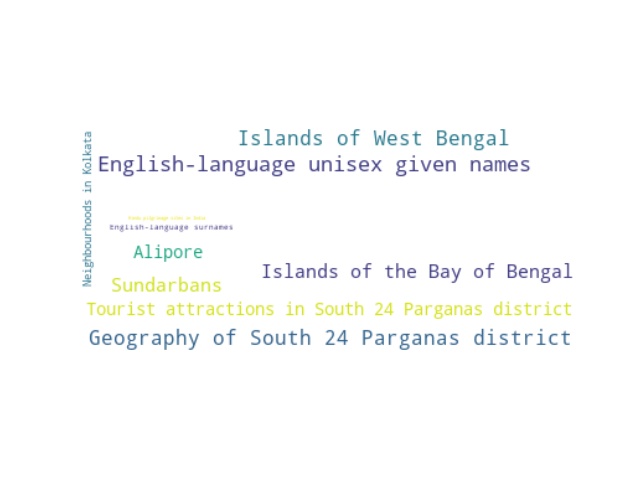 Islands of West Bengal
English-language unisex given names
Neighbourhoods in Kolkata
English-language surnames
Alipore
Islands of the Bay of Bengal
Sundarbans
Tourist attractions in South 24 Parganas district
Geography of South 24 Parganas district